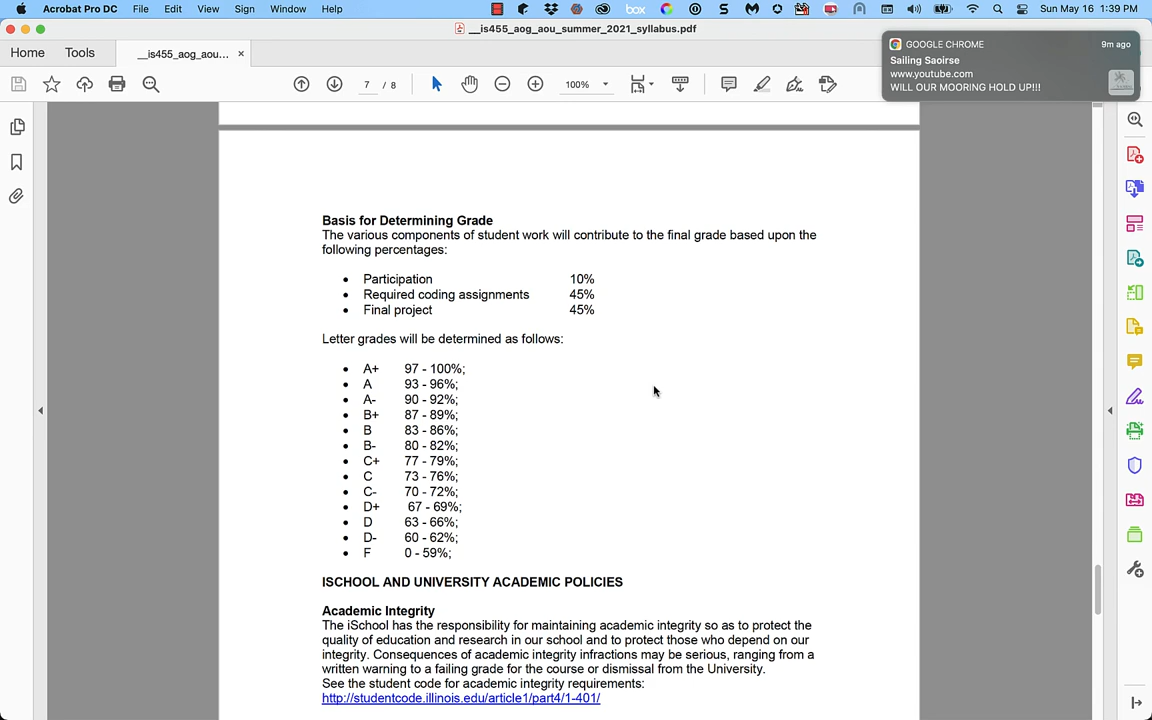 Acrobat Pro DC File Edit View Sign Window Help box Sun May 16 1:39 PM
__is455_aog_aou_summer_2021_syllabus.pdf
Home Tools __is455_aog_aou... ×
GOOGLE CHROME 9m ago
Sailing Saoirse
www.youtube.com
WILL OUR MOORING HOLD UP!!!
7 / 8 100%
Basis for Determining Grade
The various components of student work will contribute to the final grade based upon the
following percentages:
• Participation 10%
• Required coding assignments 45%
• Final project 45%
Letter grades will be determined as follows:
• A+ 97 - 100%;
• A 93 - 96%;
• A- 90 - 92%;
• B+ 87 - 89%;
• B 83 - 86%;
• B- 80 - 82%;
• C+ 77 - 79%;
• C 73 - 76%;
• C- 70 - 72%;
• D+ 67 - 69%;
• D 63 - 66%;
• D- 60 - 62%;
• F 0 - 59%;
ISCHOOL AND UNIVERSITY ACADEMIC POLICIES
Academic Integrity
The iSchool has the responsibility for maintaining academic integrity so as to protect the
quality of education and research in our school and to protect those who depend on our
integrity. Consequences of academic integrity infractions may be serious, ranging from a
written warning to a failing grade for the course or dismissal from the University.
See the student code for academic integrity requirements:
http://studentcode.illinois.edu/article1/part4/1-401/